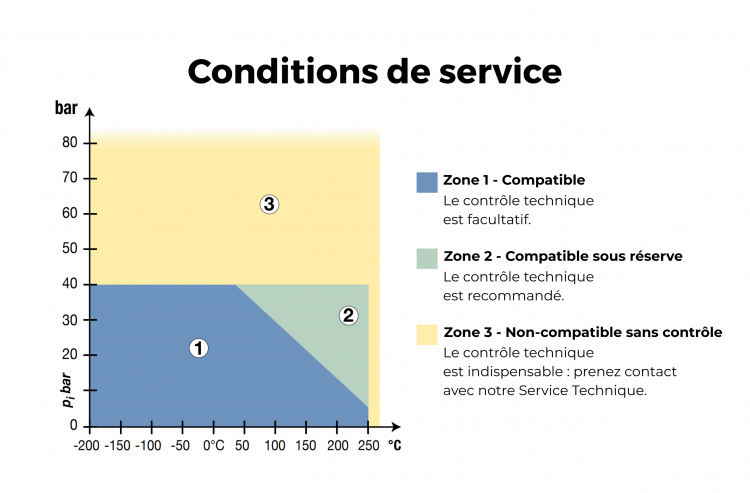 Conditions de service
bar
80
70
60
50
40
30
20
0
pi bar
-200 -150 -100 -50 0°C 50 100 150 200 250 °C
3
2
1
Zone 1 - Compatible
Le contrôle technique
est facultatif.
Zone 2 - Compatible sous réserve
Le contrôle technique
est recommandé.
Zone 3 - Non-compatible sans contrôle
Le contrôle technique
est indispensable : prenez contact
avec notre Service Technique.